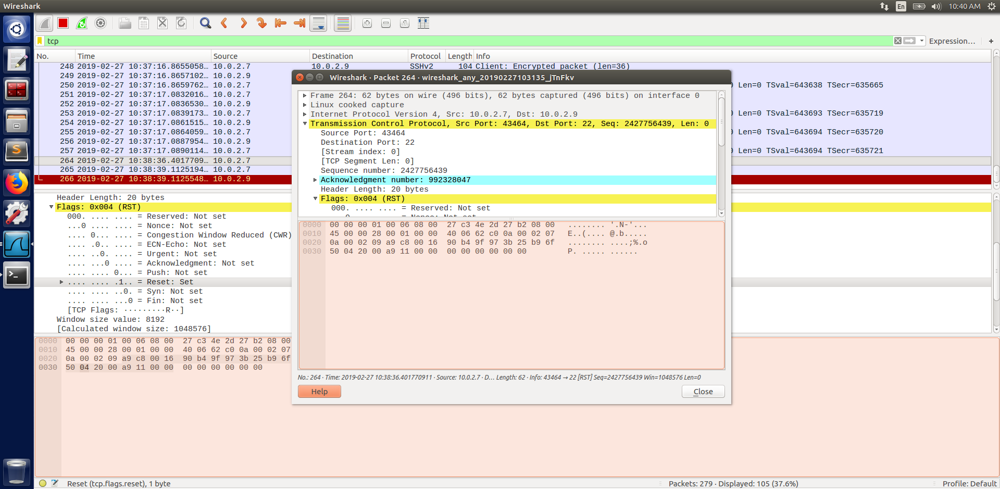 Wireshark
En
10:40 AM
tcp
Expression…
+
No. Time Source Destination Protocol Length Info
248 2019-02-27 10:37:16.8655058… 10.0.2.7 10.0.2.9 SSHv2 104 Client: Encrypted packet (len=36)
249 2019-02-27 10:37:16.8657102… 10.0.2.9
250 2019-02-27 10:37:16.8659762… 10.0.2.7 0 Len=0 TSval=643638 TSecr=635665
251 2019-02-27 10:37:17.0832016… 10.0.2.7
252 2019-02-27 10:37:17.0836530… 10.0.2.9
253 2019-02-27 10:37:17.0839173… 10.0.2.7 0 Len=0 TSval=643693 TSecr=635719
254 2019-02-27 10:37:17.0861515… 10.0.2.9
255 2019-02-27 10:37:17.0864059… 10.0.2.7 0 Len=0 TSval=643694 TSecr=635720
256 2019-02-27 10:37:17.0887954… 10.0.2.9
257 2019-02-27 10:37:17.0890114… 10.0.2.7 0 Len=0 TSval=643694 TSecr=635721
264 2019-02-27 10:38:36.4017709… 10.0.2.7
265 2019-02-27 10:38:39.1125194… 10.0.2.7
266 2019-02-27 10:38:39.1125548… 10.0.2.9
Header Length: 20 bytes
Flags: 0x004 (RST)
000. .... .... = Reserved: Not set
...0 .... .... = Nonce: Not set
.... 0... .... = Congestion Window Reduced (CWR)
.... .0.. .... = ECN-Echo: Not set
.... ..0. .... = Urgent: Not set
.... ...0 .... = Acknowledgment: Not set
.... .... 0... = Push: Not set
.... .... .1.. = Reset: Set
.... .... ..0. = Syn: Not set
.... .... ...0 = Fin: Not set
[TCP Flags: ·········R··]
Window size value: 8192
[Calculated window size: 1048576]
0000 00 00 00 01 00 06 08 00 27 c3 4e 2d 27 b2 08 00
0010 45 00 00 28 00 01 00 00 40 06 62 c0 0a 00 02 07
0020 0a 00 02 09 a9 c8 00 16 90 b4 9f 97 3b 25 b9 6f
0030 50 04 20 00 a9 11 00 00 00 00 00 00 00 00
Wireshark · Packet 264 · wireshark_any_20190227103135_jTnFkv
Frame 264: 62 bytes on wire (496 bits), 62 bytes captured (496 bits) on interface 0
Linux cooked capture
Internet Protocol Version 4, Src: 10.0.2.7, Dst: 10.0.2.9
Transmission Control Protocol, Src Port: 43464, Dst Port: 22, Seq: 2427756439, Len: 0
Source Port: 43464
Destination Port: 22
[Stream index: 0]
[TCP Segment Len: 0]
Sequence number: 2427756439
Acknowledgment number: 992328047
Header Length: 20 bytes
Flags: 0x004 (RST)
000. .... .... = Reserved: Not set
0000 00 00 00 01 00 06 08 00 27 c3 4e 2d 27 b2 08 00 ........ '.N-'...
0010 45 00 00 28 00 01 00 00 40 06 62 c0 0a 00 02 07 E..(.... @.b.....
0020 0a 00 02 09 a9 c8 00 16 90 b4 9f 97 3b 25 b9 6f ........ ....;%.o
0030 50 04 20 00 a9 11 00 00 00 00 00 00 00 00 P. ..... ......
No.: 264 · Time: 2019-02-27 10:38:36.401770911 · Source: 10.0.2.7 · D… Length: 62 · Info: 43464 → 22 [RST] Seq=2427756439 Win=1048576 Len=0
Help
Close
Reset (tcp.flags.reset), 1 byte
Packets: 279 · Displayed: 105 (37.6%)
Profile: Default